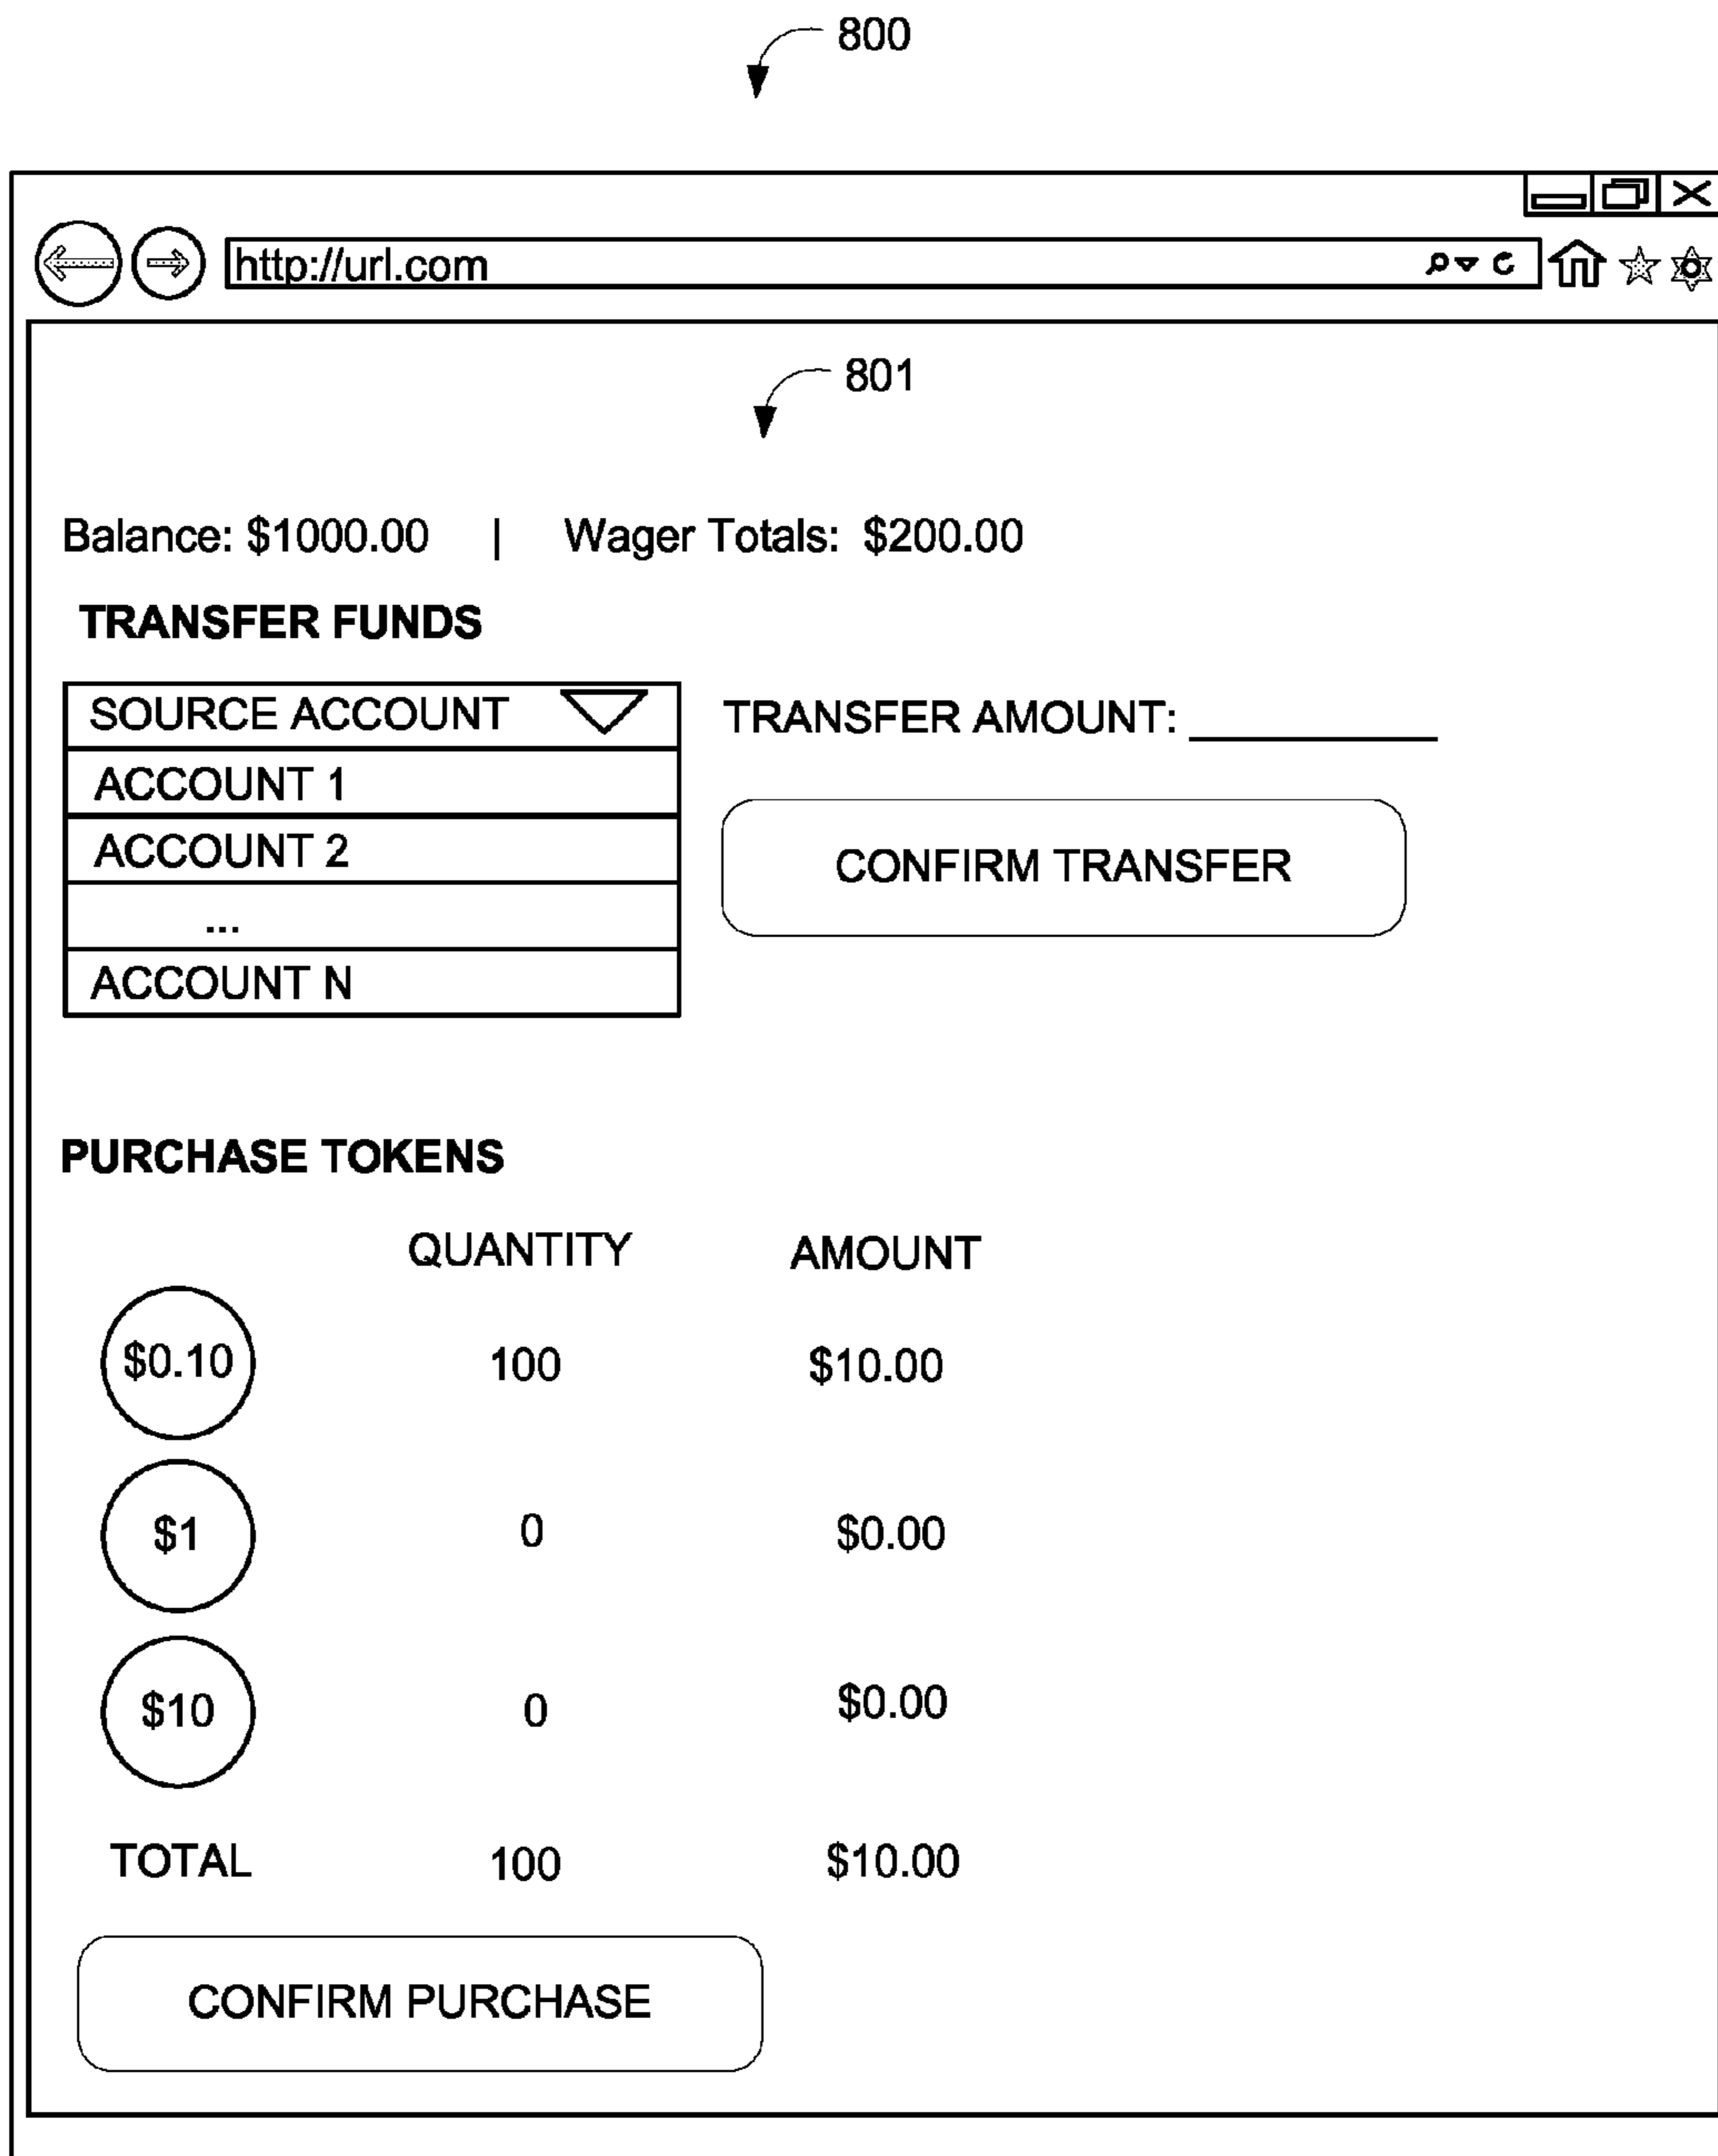 800
http://url.com
801
Balance: $1000.00 | Wager Totals: $200.00
TRANSFER FUNDS
SOURCE ACCOUNT TRANSFER AMOUNT: __________
ACCOUNT 1
ACCOUNT 2 CONFIRM TRANSFER
...
ACCOUNT N
PURCHASE TOKENS
QUANTITY AMOUNT
$0.10 100 $10.00
$1 0 $0.00
$10 0 $0.00
TOTAL 100 $10.00
CONFIRM PURCHASE